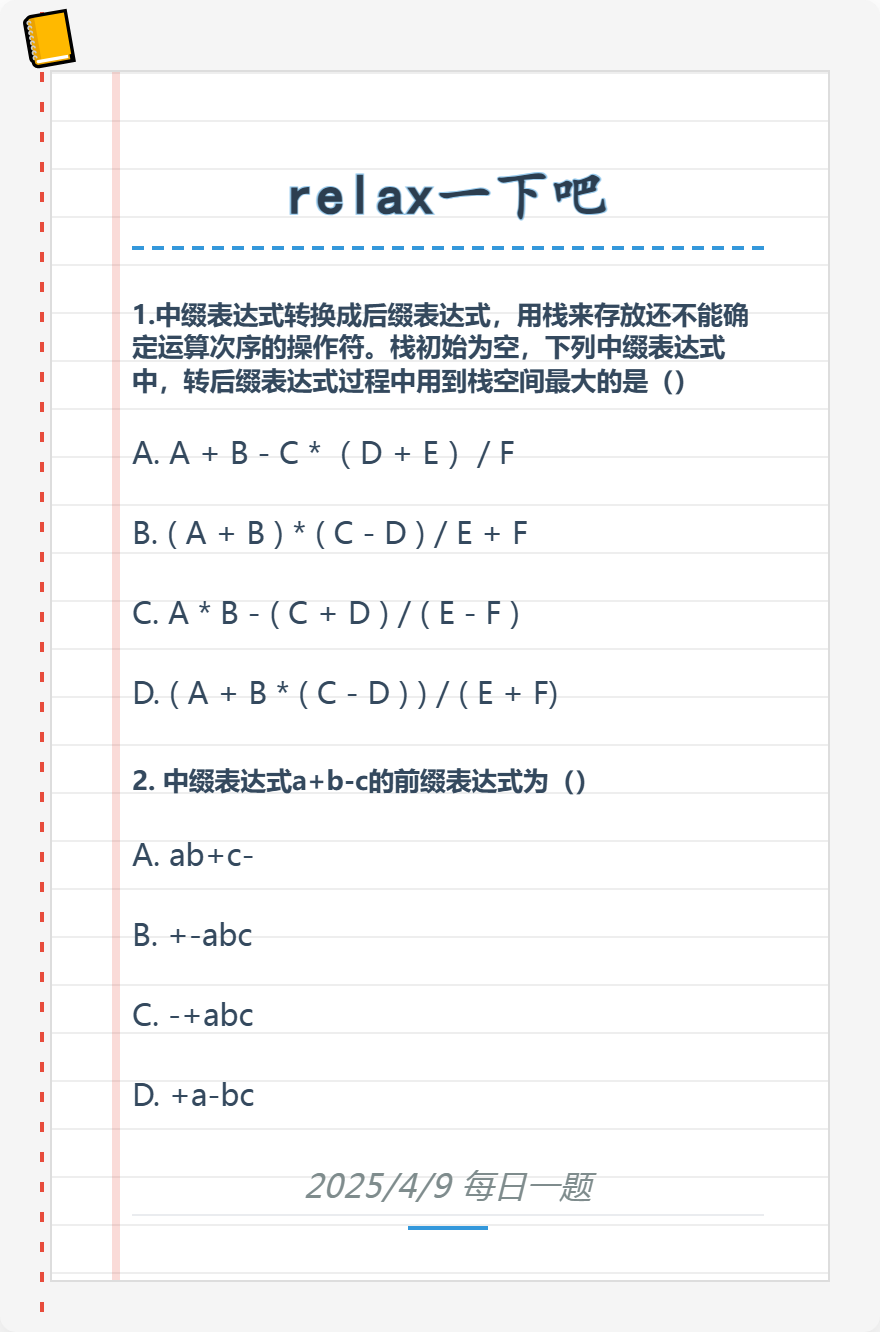 relax一下吧
1.中缀表达式转换成后缀表达式，用栈来存放还不能确
定运算次序的操作符。栈初始为空，下列中缀表达式
中，转后缀表达式过程中用到栈空间最大的是（）
A. A + B - C * （ D + E ） / F
B. ( A + B ) * ( C - D ) / E + F
C. A * B - ( C + D ) / ( E - F )
D. ( A + B * ( C - D ) ) / ( E + F)
2. 中缀表达式a+b-c的前缀表达式为（）
A. ab+c-
B. +-abc
C. -+abc
D. +a-bc
2025/4/9 每日一题